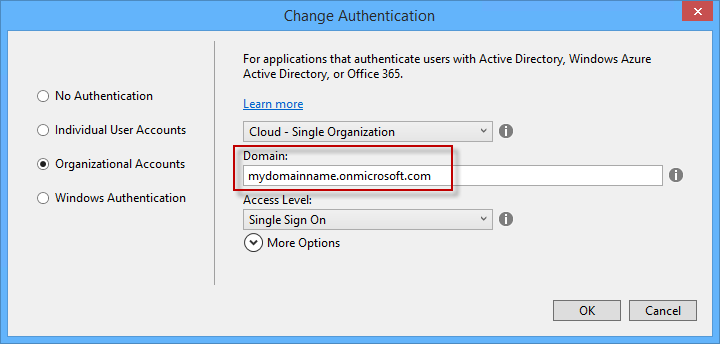 Change Authentication
For applications that authenticate users with Active Directory, Windows Azure
Active Directory, or Office 365.
No Authentication
Individual User Accounts
Organizational Accounts
Windows Authentication
Learn more
Cloud - Single Organization
Domain:
mydomainname.onmicrosoft.com
Access Level:
Single Sign On
More Options
OK
Cancel